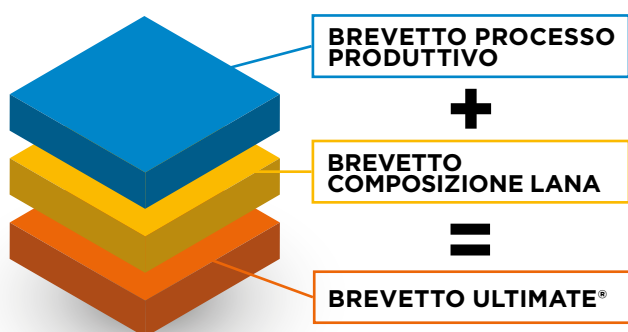 BREVETTO PROCESSO
PRODUTTIVO
+
BREVETTO
COMPOSIZIONE LANA
=
BREVETTO ULTIMATE®